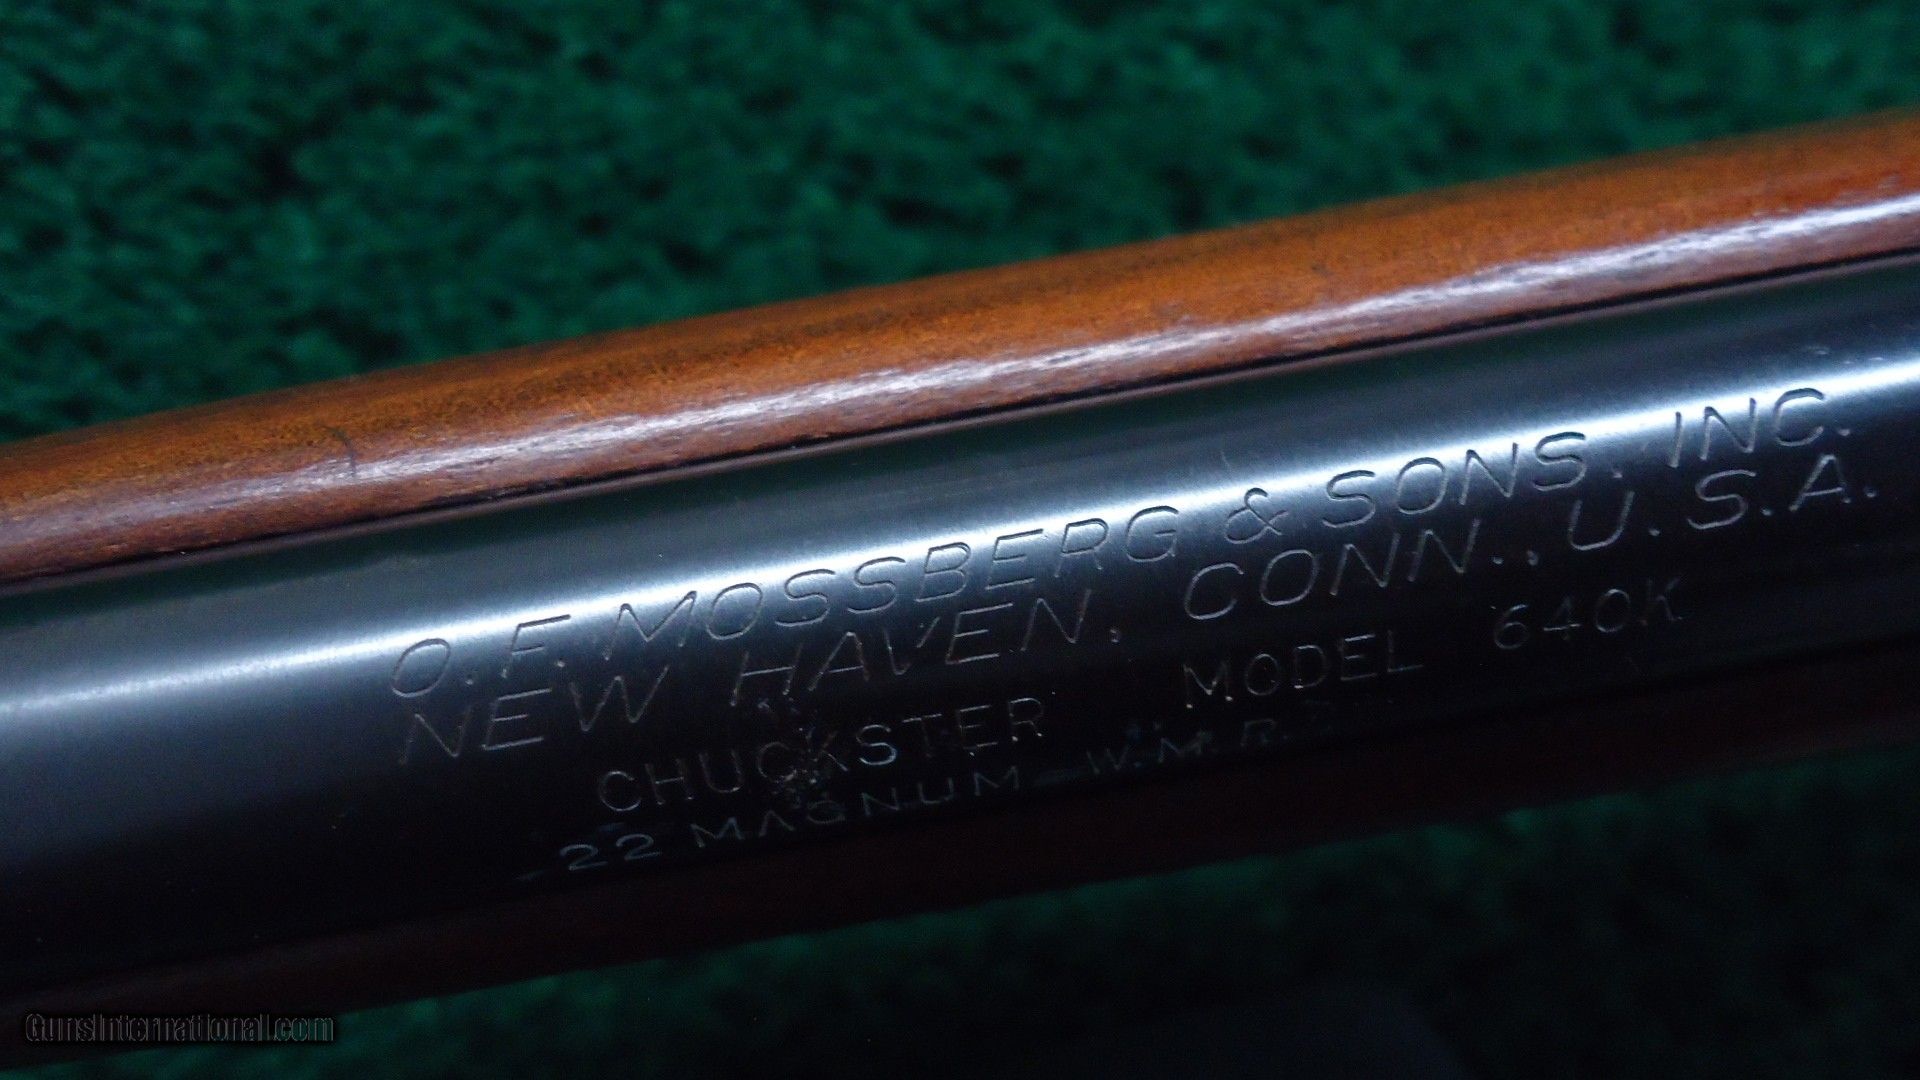 O.F. MOSSBERG & SONS, INC.
NEW HAVEN, CONN., U.S.A.
CHUCKSTER MODEL 640K
22 MAGNUM W.M.R.
GunsInternational.com